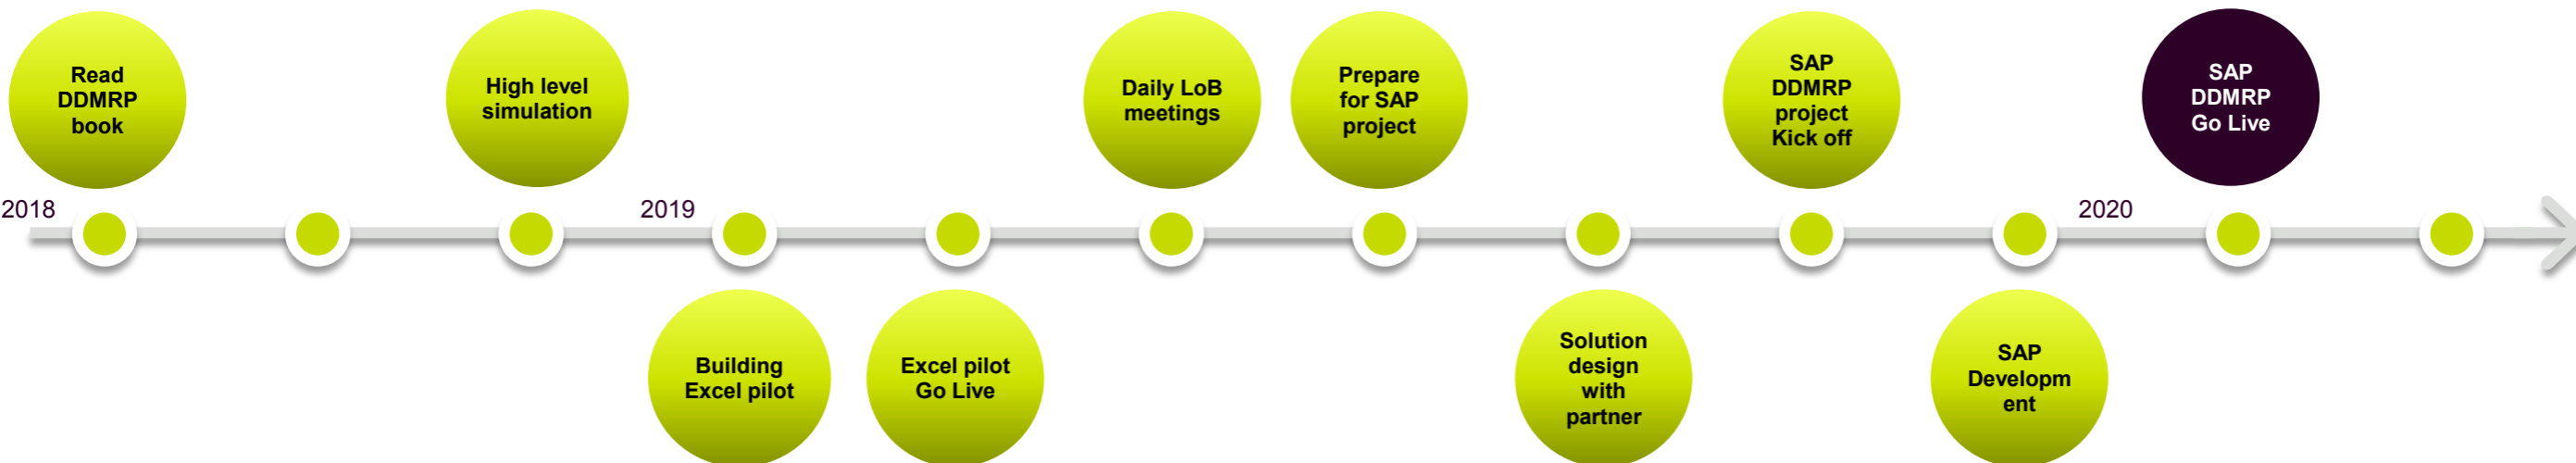 Read
DDMRP
book
High level
simulation
Daily LoB
meetings
Prepare
for SAP
project
SAP
DDMRP
project
Kick off
SAP
DDMRP
Go Live
2018
2019
2020
Building
Excel pilot
Excel pilot
Go Live
Solution
design
with
partner
SAP
Developm
ent